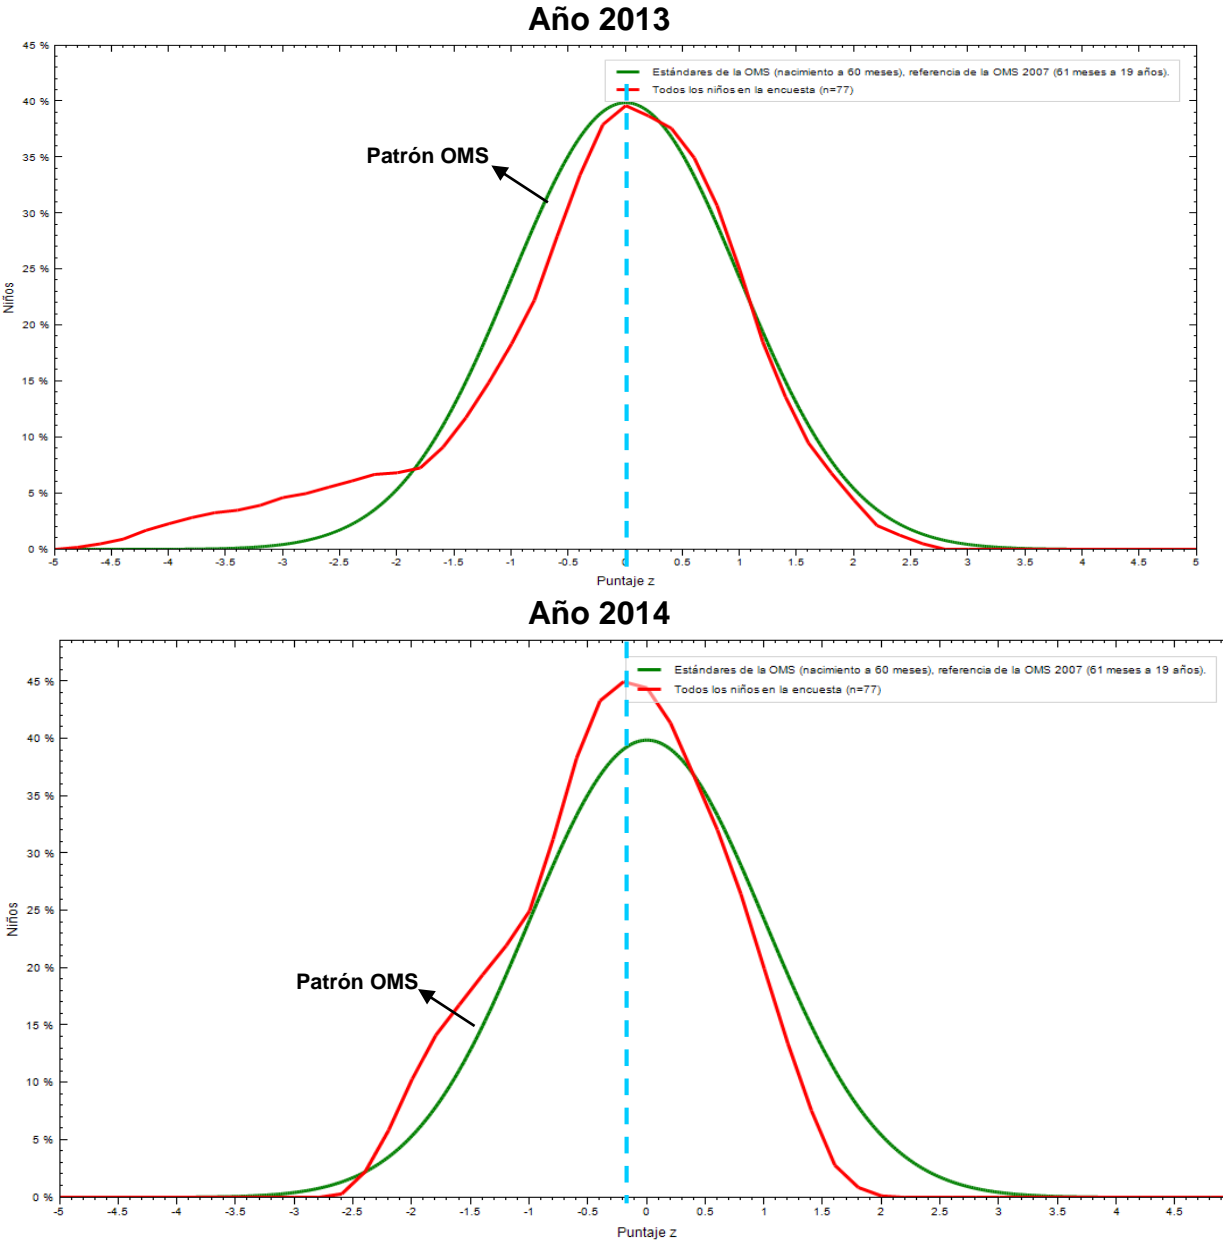 Año 2013
45 %
Estándares de la OMS (nacimiento a 60 meses), referencia de la OMS 2007 (61 meses a 19 años).
Todos los niños en la encuesta (n=77)
40 %
Patrón OMS
35 %
30 %
25 %
Niños
20 %
15 %
10 %
5 %
0 %
-5 -4.5 -4 -3.5 -3 -2.5 -2 -1.5 -1 -0.5 0 0.5 1 1.5 2 2.5 3 3.5 4 4.5 5
Puntaje z
Año 2014
Estándares de la OMS (nacimiento a 60 meses), referencia de la OMS 2007 (61 meses a 19 años).
45 %
Todos los niños en la encuesta (n=77)
40 %
35 %
30 %
25 %
Niños
20 %
Patrón OMS
15 %
10 %
5 %
0 %
-5 -4.5 -4 -3.5 -3 -2.5 -2 -1.5 -1 -0.5 0 0.5 1 1.5 2 2.5 3 3.5 4 4.5
Puntaje z